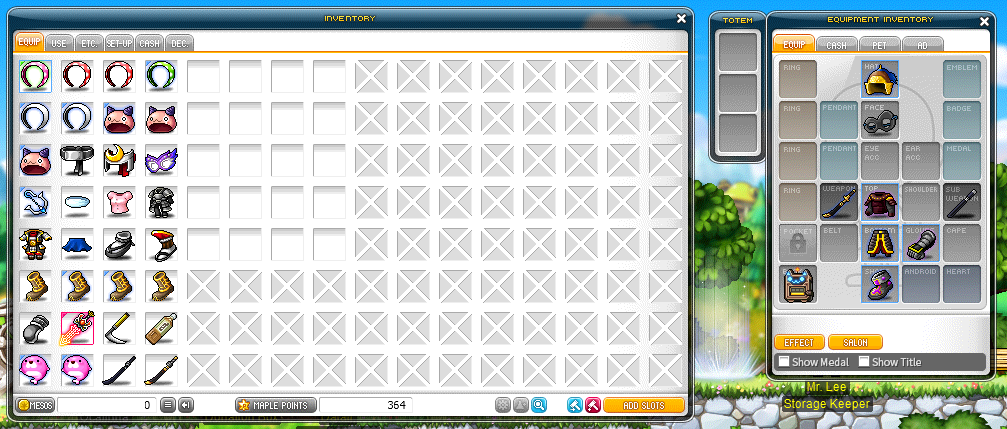 INVENTORY
EQUIP USE ETC. SET-UP CASH DEC.
MESOS 0 MAPLE POINTS 364 ADD SLOTS
TOTEM
EQUIPMENT INVENTORY
EQUIP CASH PET AD
RING HAT EMBLEM
RING PENDANT FACE BADGE
RING PENDANT EYE ACC EAR ACC MEDAL
RING WEAPON TOP SHOULDER SUB WEAPON
POCKET BELT CAPE
ANDROID HEART
EFFECT SALON
Show Medal Show Title
Mr. Lee
Storage Keeper